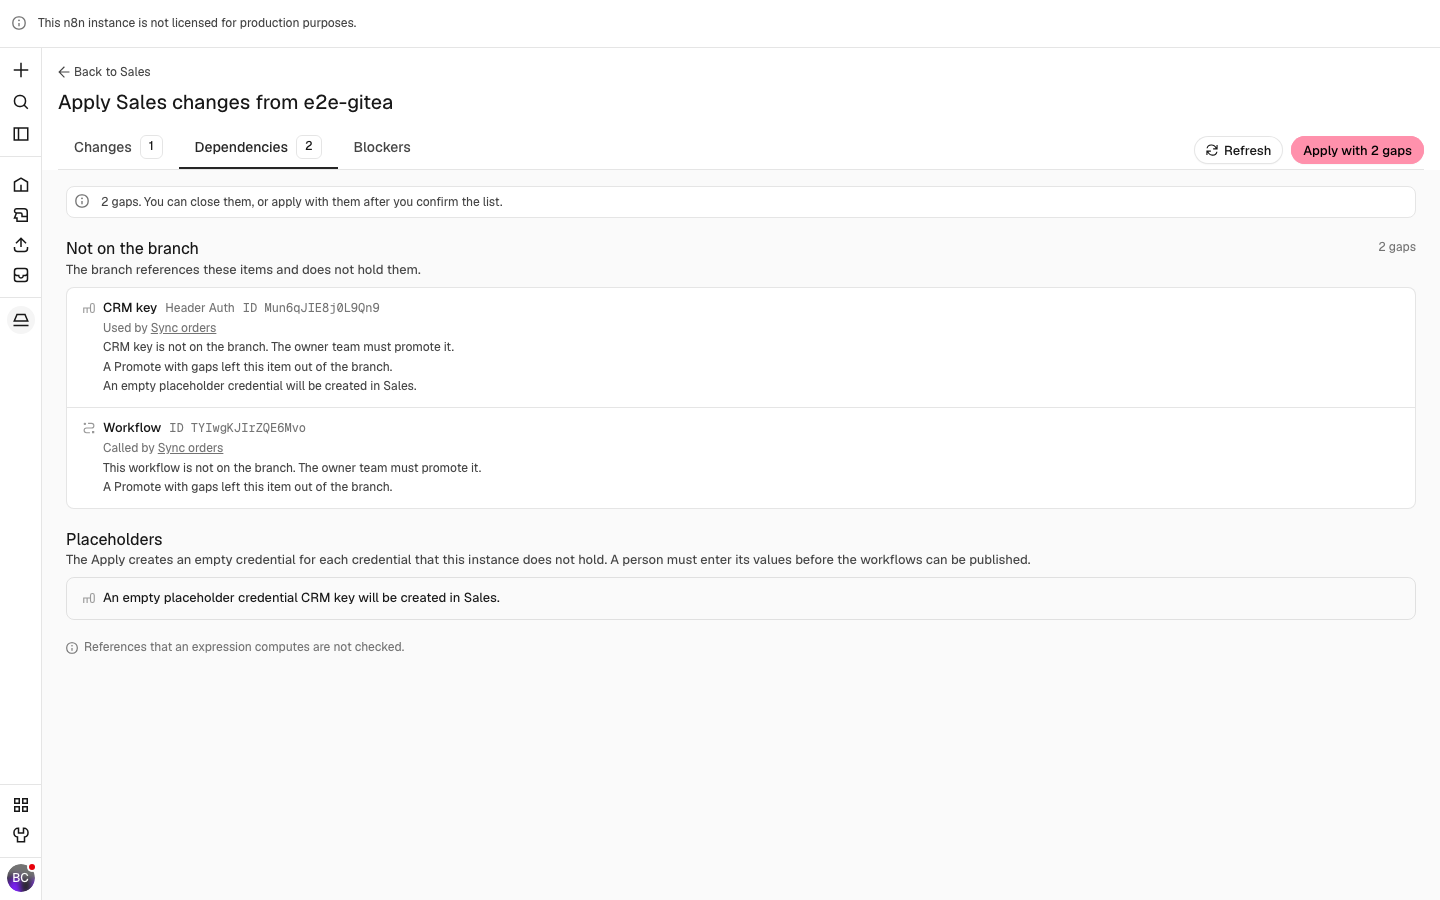 This n8n instance is not licensed for production purposes.
Back to Sales
Apply Sales changes from e2e-gitea
Changes 1 Dependencies 2 Blockers
Refresh Apply with 2 gaps
2 gaps. You can close them, or apply with them after you confirm the list.
Not on the branch 2 gaps
The branch references these items and does not hold them.
CRM key Header Auth ID Mun6qJIE8j0L9Qn9
Used by Sync orders
CRM key is not on the branch. The owner team must promote it.
A Promote with gaps left this item out of the branch.
An empty placeholder credential will be created in Sales.
Workflow ID TYIwgKJIrZQE6Mvo
Called by Sync orders
This workflow is not on the branch. The owner team must promote it.
A Promote with gaps left this item out of the branch.
Placeholders
The Apply creates an empty credential for each credential that this instance does not hold. A person must enter its values before the workflows can be published.
An empty placeholder credential CRM key will be created in Sales.
References that an expression computes are not checked.
BC